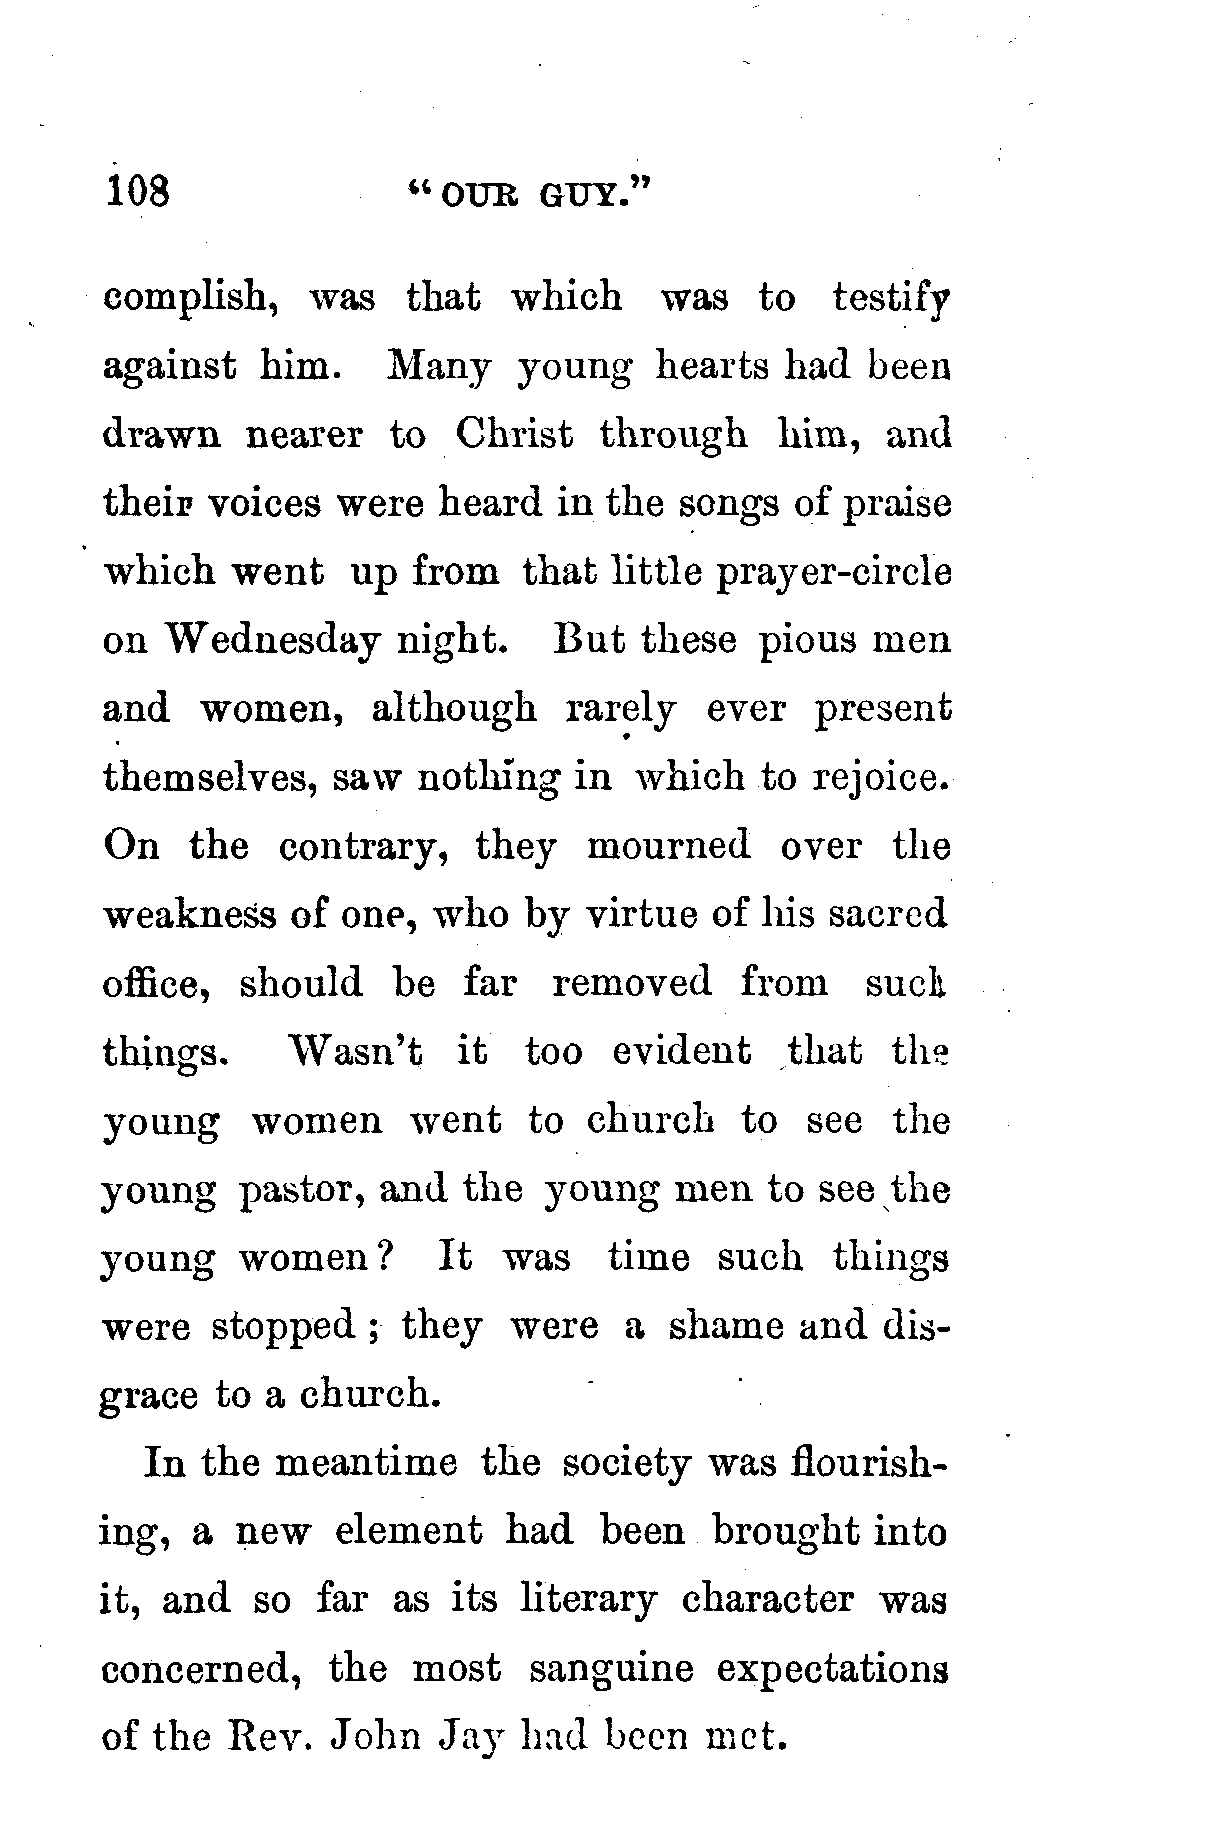 108 "OUR GUY."
complish, was that which was to testify
against him. Many young hearts had been
drawn nearer to Christ through him, and
their voices were heard in the songs of praise
which went up from that little prayer-circle
on Wednesday night. But these pious men
and women, although rarely ever present
themselves, saw nothing in which to rejoice.
On the contrary, they mourned over the
weakness of one, who by virtue of his sacred
office, should be far removed from such
things. Wasn't it too evident that the
young women went to church to see the
young pastor, and the young men to see the
young women? It was time such things
were stopped; they were a shame and dis-
grace to a church.
In the meantime the society was flourish-
ing, a new element had been brought into
it, and so far as its literary character was
concerned, the most sanguine expectations
of the Rev. John Jay had been met.